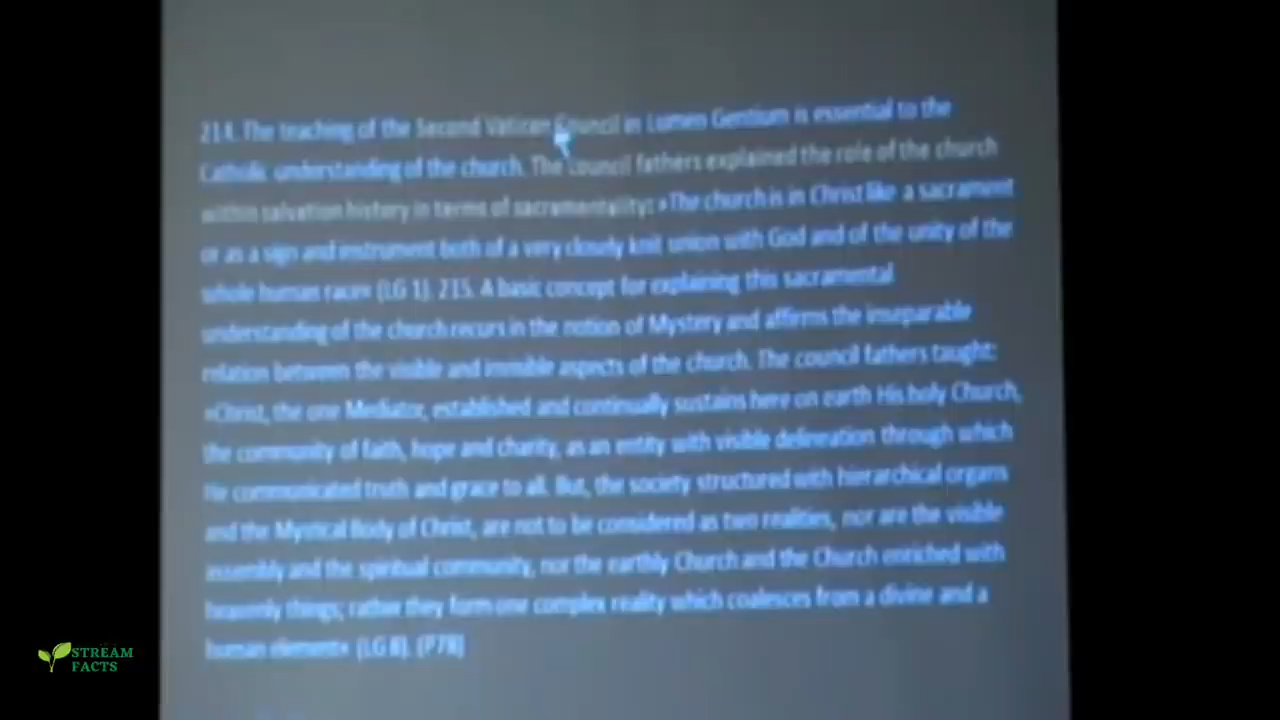 214. The teaching of the Second Vatican Council in Lumen Gentium is essential to the
Catholic understanding of the church. The council fathers explained the role of the church
within salvation history in terms of sacramentality: »The church is in Christ like a sacrament
or as a sign and instrument both of a very closely knit union with God and of the unity of the
whole human race« (LG 1). 215. A basic concept for explaining this sacramental
understanding of the church recurs in the notion of Mystery and affirms the inseparable
relation between the visible and invisible aspects of the church. The council fathers taught:
»Christ, the one Mediator, established and continually sustains here on earth His holy Church,
the community of faith, hope and charity, as an entity with visible delineation through which
He communicated truth and grace to all. But, the society structured with hierarchical organs
and the Mystical Body of Christ, are not to be considered as two realities, nor are the visible
assembly and the spiritual community, nor the earthly Church and the Church enriched with
heavenly things; rather they form one complex reality which coalesces from a divine and a
human element« (LG 8). (P78)
STREAM
FACTS